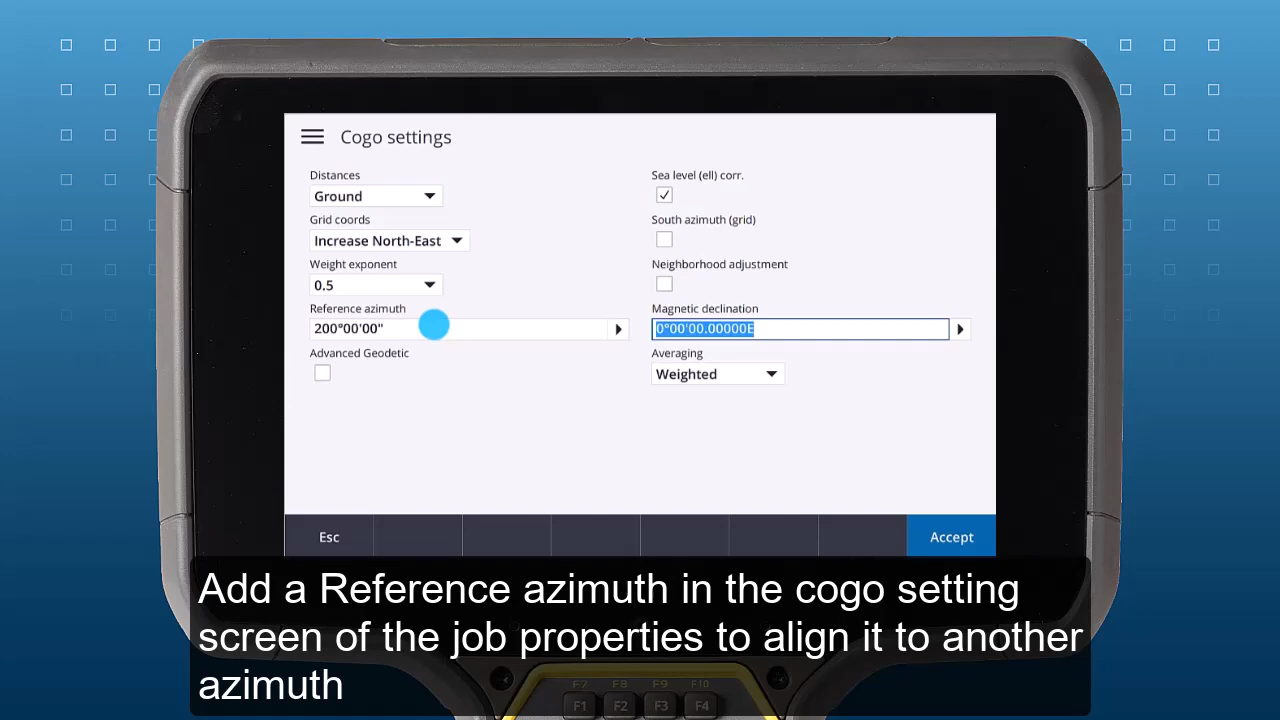 Cogo settings
Distances
Ground
Grid coords
Increase North-East
Weight exponent
0.5
Reference azimuth
200°00'00"
Advanced Geodetic
Sea level (ell) corr.
South azimuth (grid)
Neighborhood adjustment
Magnetic declination
0°00'00.00000E
Averaging
Weighted
Esc
Accept
Add a Reference azimuth in the cogo setting
screen of the job properties to align it to another
azimuth
F7 F8 F9 F10
F1 F2 F3 F4